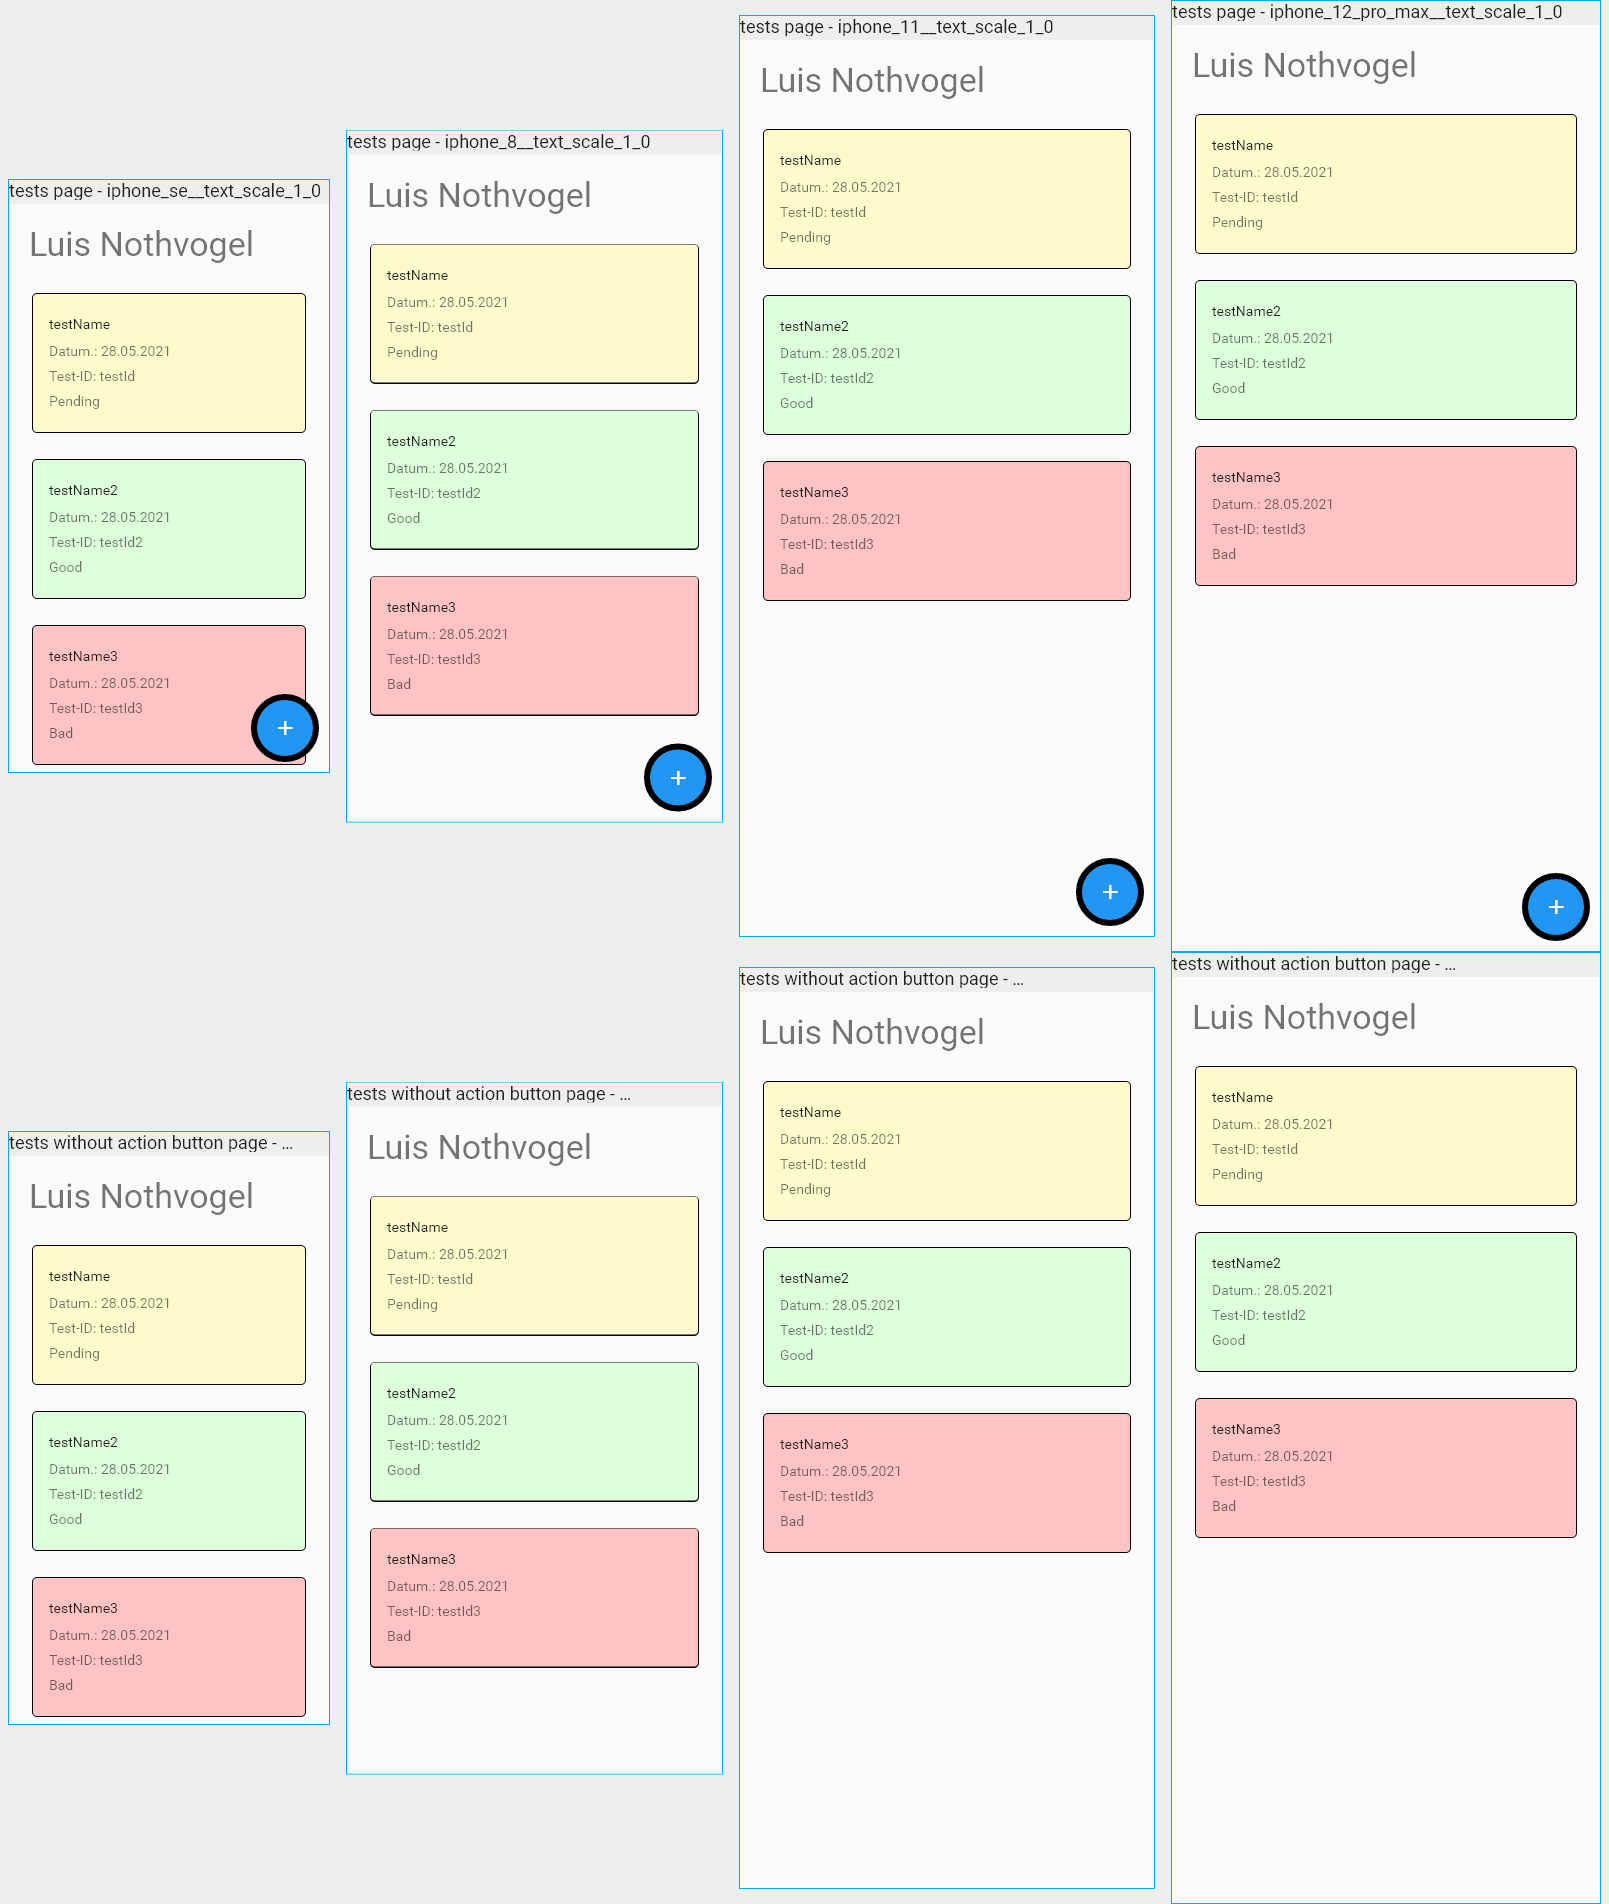 tests page - iphone_se__text_scale_1_0
Luis Nothvogel
testName
Datum.: 28.05.2021
Test-ID: testId
Pending
testName2
Datum.: 28.05.2021
Test-ID: testId2
Good
testName3
Datum.: 28.05.2021
Test-ID: testId3
Bad
+
tests page - iphone_8__text_scale_1_0
Luis Nothvogel
testName
Datum.: 28.05.2021
Test-ID: testId
Pending
testName2
Datum.: 28.05.2021
Test-ID: testId2
Good
testName3
Datum.: 28.05.2021
Test-ID: testId3
Bad
+
tests page - iphone_11__text_scale_1_0
Luis Nothvogel
testName
Datum.: 28.05.2021
Test-ID: testId
Pending
testName2
Datum.: 28.05.2021
Test-ID: testId2
Good
testName3
Datum.: 28.05.2021
Test-ID: testId3
Bad
+
tests page - iphone_12_pro_max__text_scale_1_0
Luis Nothvogel
testName
Datum.: 28.05.2021
Test-ID: testId
Pending
testName2
Datum.: 28.05.2021
Test-ID: testId2
Good
testName3
Datum.: 28.05.2021
Test-ID: testId3
Bad
+
tests without action button page - ...
Luis Nothvogel
testName
Datum.: 28.05.2021
Test-ID: testId
Pending
testName2
Datum.: 28.05.2021
Test-ID: testId2
Good
testName3
Datum.: 28.05.2021
Test-ID: testId3
Bad
tests without action button page - ...
Luis Nothvogel
testName
Datum.: 28.05.2021
Test-ID: testId
Pending
testName2
Datum.: 28.05.2021
Test-ID: testId2
Good
testName3
Datum.: 28.05.2021
Test-ID: testId3
Bad
tests without action button page - ...
Luis Nothvogel
testName
Datum.: 28.05.2021
Test-ID: testId
Pending
testName2
Datum.: 28.05.2021
Test-ID: testId2
Good
testName3
Datum.: 28.05.2021
Test-ID: testId3
Bad
tests without action button page - ...
Luis Nothvogel
testName
Datum.: 28.05.2021
Test-ID: testId
Pending
testName2
Datum.: 28.05.2021
Test-ID: testId2
Good
testName3
Datum.: 28.05.2021
Test-ID: testId3
Bad